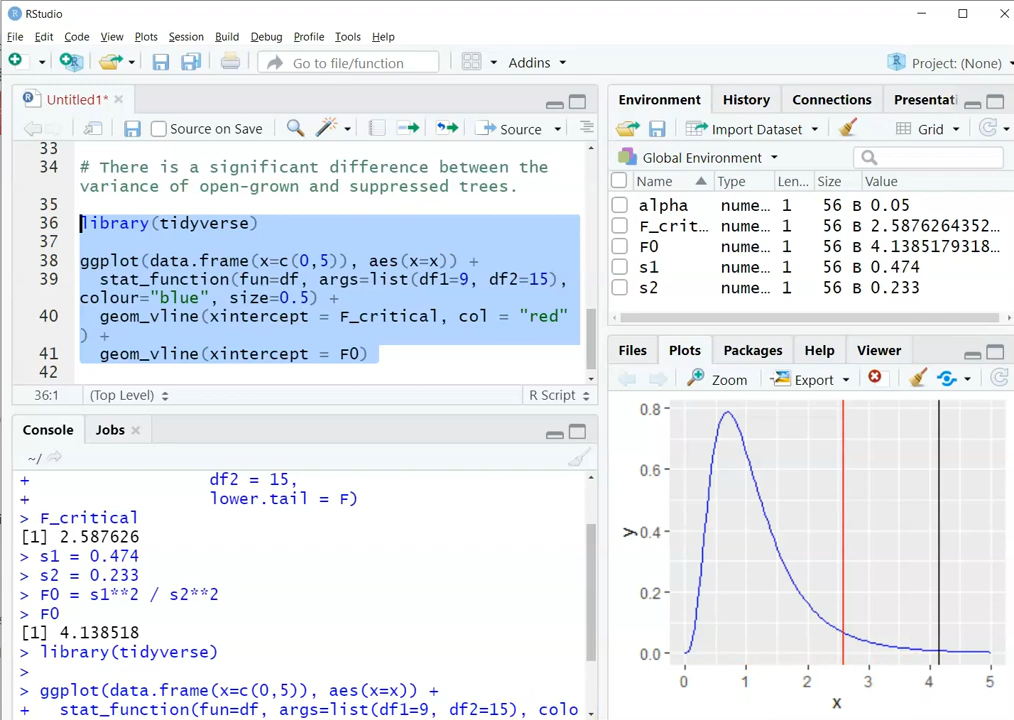 RStudio
File Edit Code View Plots Session Build Debug Profile Tools Help
Go to file/function Addins Project: (None)
Untitled1*
Source on Save Source
33
34 # There is a significant difference between the
variance of open-grown and suppressed trees.
35
36 library(tidyverse)
37
38 ggplot(data.frame(x=c(0,5)), aes(x=x)) +
39 stat_function(fun=df, args=list(df1=9, df2=15),
colour="blue", size=0.5) +
40 geom_vline(xintercept = F_critical, col = "red"
) +
41 geom_vline(xintercept = F0)
42
36:1 (Top Level) R Script
Console Jobs
~/
+ df2 = 15,
+ lower.tail = F)
> F_critical
[1] 2.587626
> s1 = 0.474
> s2 = 0.233
> F0 = s1**2 / s2**2
> F0
[1] 4.138518
> library(tidyverse)
>
> ggplot(data.frame(x=c(0,5)), aes(x=x)) +
+ stat_function(fun=df, args=list(df1=9, df2=15), colo
Environment History Connections Presentati
Import Dataset Grid
Global Environment
Name Type Len... Size Value
alpha nume... 1 56 B 0.05
F_crit... nume... 1 56 B 2.5876264352...
F0 nume... 1 56 B 4.1385179318...
s1 nume... 1 56 B 0.474
s2 nume... 1 56 B 0.233
Files Plots Packages Help Viewer
Zoom Export
0.8
0.6
0.4
0.2
0.0
y
0 1 2 3 4 5
x